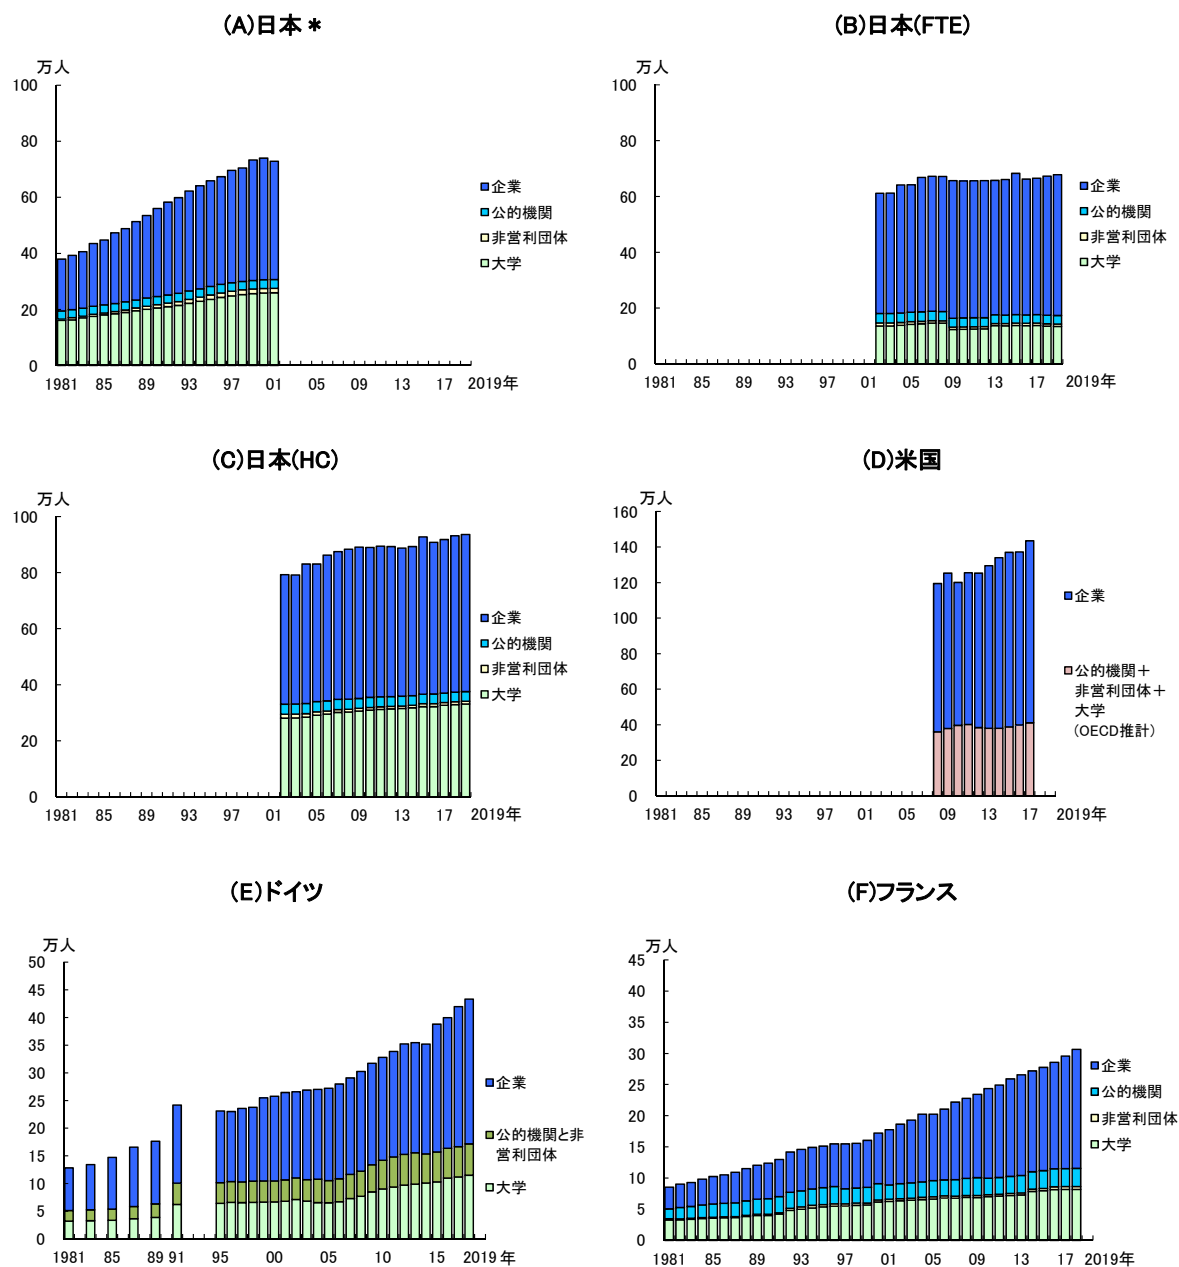 (A)日本＊
万人
100
80
60
40
20
0
1981 85 89 93 97 01 05 09 13 17 2019年
企業
公的機関
非営利団体
大学
(B)日本(FTE)
万人
100
80
60
40
20
0
1981 85 89 93 97 01 05 09 13 17 2019年
企業
公的機関
非営利団体
大学
(C)日本(HC)
万人
100
80
60
40
20
0
1981 85 89 93 97 01 05 09 13 17 2019年
企業
公的機関
非営利団体
大学
(D)米国
万人
160
140
120
100
80
60
40
20
0
1981 85 89 93 97 01 05 09 13 17 2019年
企業
公的機関＋
非営利団体＋
大学
(OECD推計)
(E)ドイツ
万人
50
45
40
35
30
25
20
15
10
5
0
1981 85 89 91 95 00 05 10 15 2019年
企業
公的機関と非
営利団体
大学
(F)フランス
万人
45
40
35
30
25
20
15
10
5
0
1981 85 89 93 97 01 05 09 13 17 2019年
企業
公的機関
非営利団体
大学